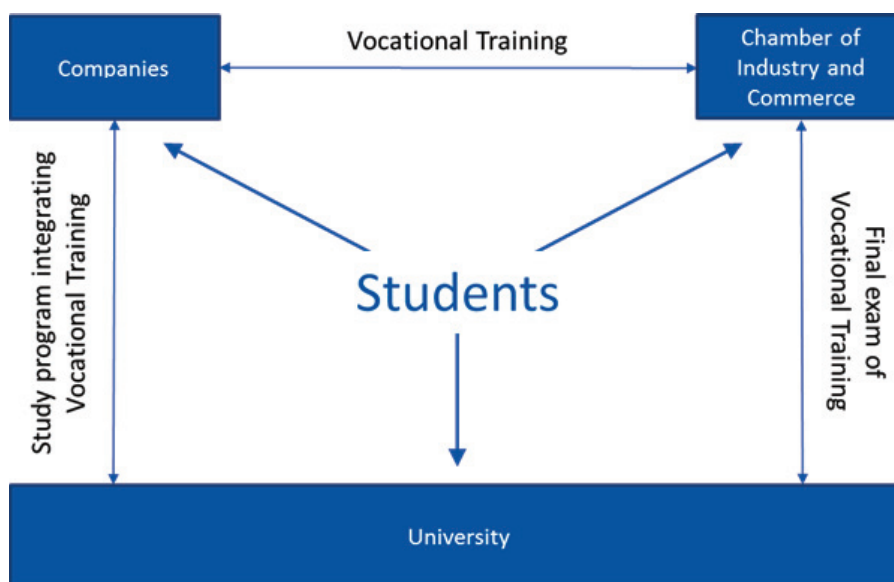 Vocational Training
Companies
Chamber of
Industry and
Commerce
Study program integrating
Vocational Training
Students
Final exam of
Vocational Training
University